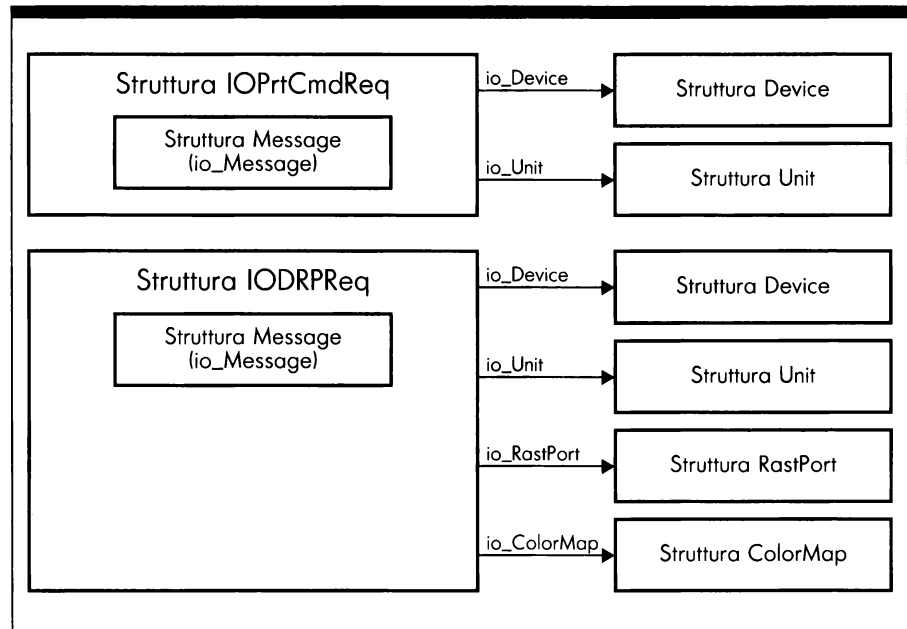 Struttura IOPrtCmdReq
Struttura Message
(io_Message)
io_Device
Struttura Device
io_Unit
Struttura Unit
Struttura IODRPReq
Struttura Message
(io_Message)
io_Device
Struttura Device
io_Unit
Struttura Unit
io_RastPort
Struttura RastPort
io_ColorMap
Struttura ColorMap